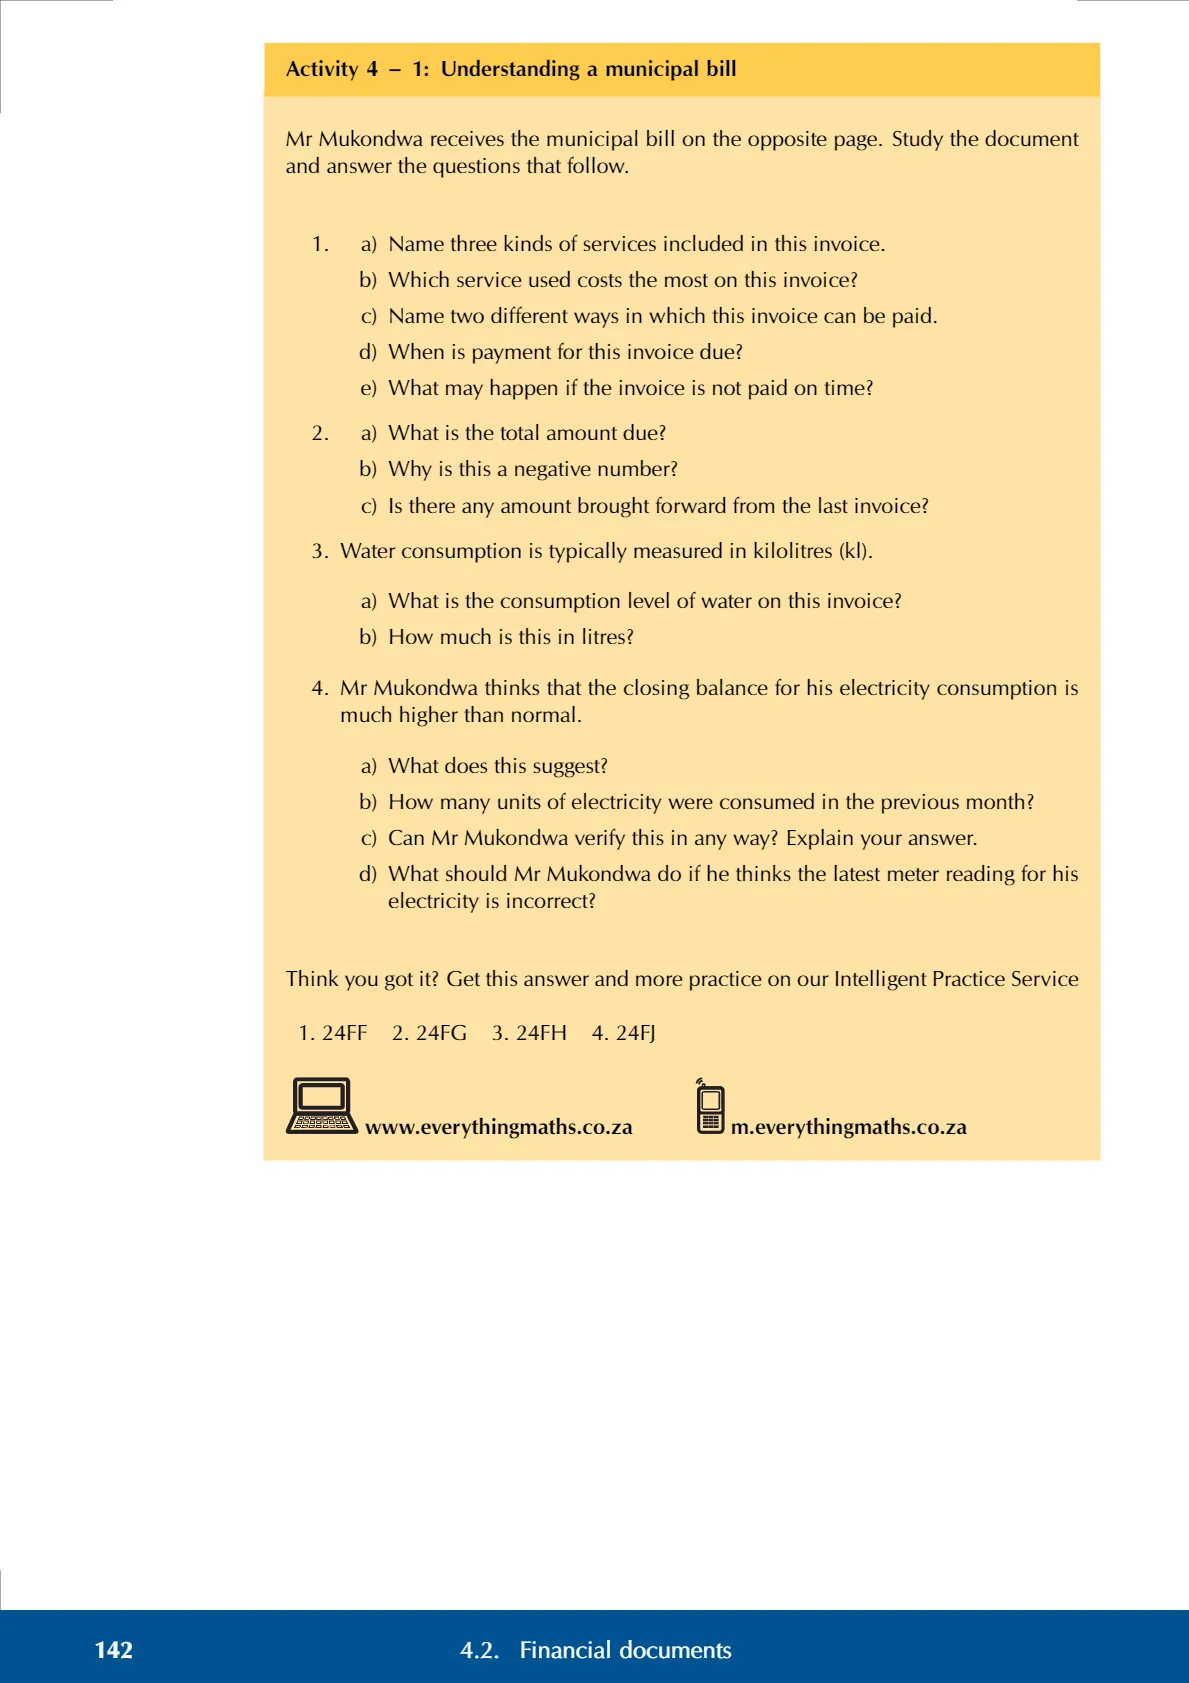 Activity 4 – 1: Understanding a municipal bill
Mr Mukondwa receives the municipal bill on the opposite page. Study the document
and answer the questions that follow.
1. a) Name three kinds of services included in this invoice.
b) Which service used costs the most on this invoice?
c) Name two different ways in which this invoice can be paid.
d) When is payment for this invoice due?
e) What may happen if the invoice is not paid on time?
2. a) What is the total amount due?
b) Why is this a negative number?
c) Is there any amount brought forward from the last invoice?
3. Water consumption is typically measured in kilolitres (kl).
a) What is the consumption level of water on this invoice?
b) How much is this in litres?
4. Mr Mukondwa thinks that the closing balance for his electricity consumption is
much higher than normal.
a) What does this suggest?
b) How many units of electricity were consumed in the previous month?
c) Can Mr Mukondwa verify this in any way? Explain your answer.
d) What should Mr Mukondwa do if he thinks the latest meter reading for his
electricity is incorrect?
Think you got it? Get this answer and more practice on our Intelligent Practice Service
1. 24FF 2. 24FG 3. 24FH 4. 24FJ
www.everythingmaths.co.za m.everythingmaths.co.za
142 4.2. Financial documents